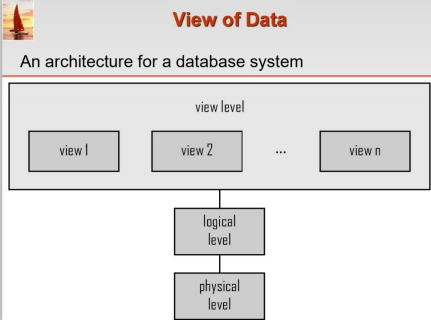 View of Data
An architecture for a database system
view level
view 1
view 2
...
view n
logical
level
physical
level